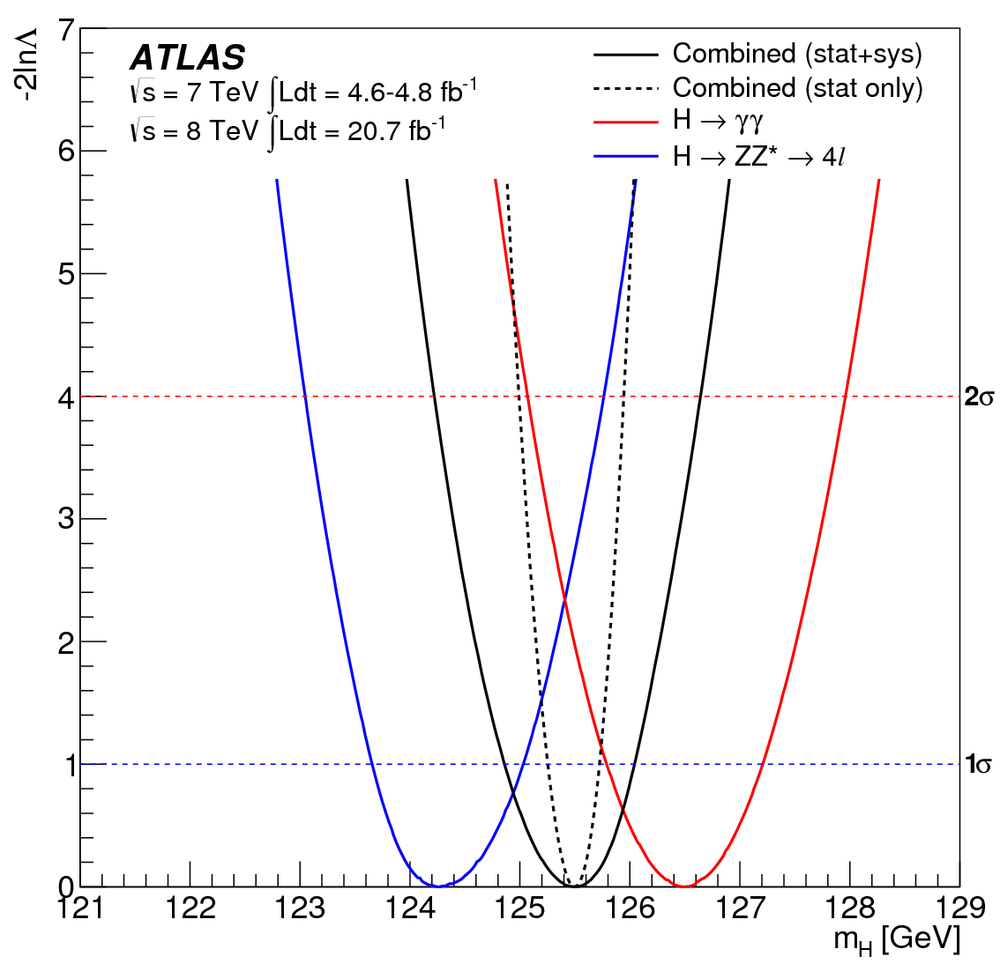 7
-2lnΛ
ATLAS
√s = 7 TeV ∫Ldt = 4.6-4.8 fb⁻¹
√s = 8 TeV ∫Ldt = 20.7 fb⁻¹
Combined (stat+sys)
Combined (stat only)
H → γγ
H → ZZ* → 4l
6
5
4
2σ
3
2
1
1σ
0
121 122 123 124 125 126 127 128 129
m_H [GeV]